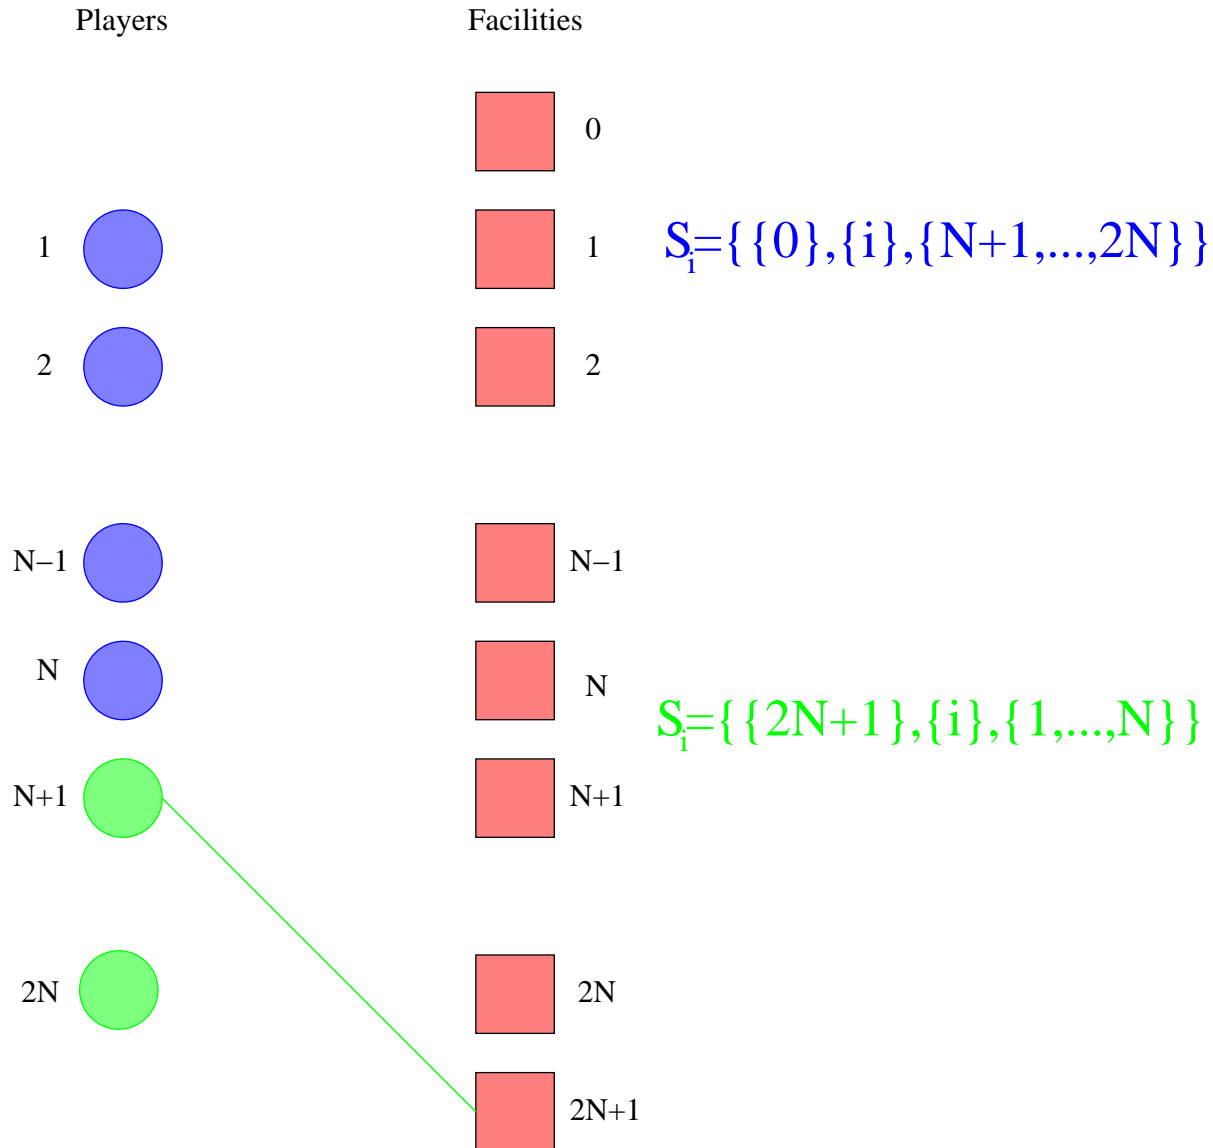 Players Facilities
0
1 1 S_i={{0},{i},{N+1,...,2N}}
2 2
N−1 N−1
N N S_i={{2N+1},{i},{1,...,N}}
N+1 N+1
2N 2N
2N+1